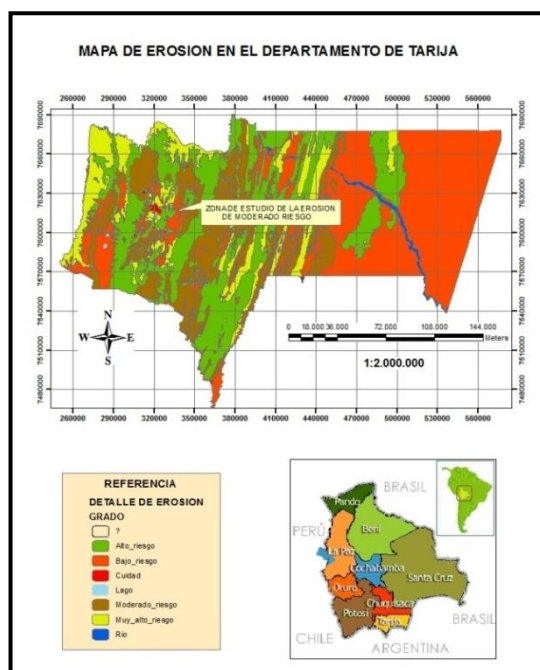 MAPA DE EROSION EN EL DEPARTAMENTO DE TARIJA
260000 290000 320000 350000 380000 410000 440000 470000 500000 530000 560000
7690000
7660000
7630000
7600000
7570000
7540000
7510000
7480000
ZONA DE ESTUDIO DE LA EROSION
DE MODERADO RIESGO
N
W E
S
0 18.000 36.000 72.000 108.000 144.000
Meters
1:2.000.000
260000 290000 320000 350000 380000 410000 440000 470000 500000 530000 560000
REFERENCIA
DETALLE DE EROSION
GRADO
?
Alto_riesgo
Bajo_riesgo
Cuidad
Lago
Moderado_riesgo
Muy_alto_riesgo
Rio
BRASIL
Pando
PERÚ
Beni
La Paz
Cochabamba
Santa Cruz
Oruro
Chuquisaca
Potosí
BRASIL
Tarija
CHILE
ARGENTINA